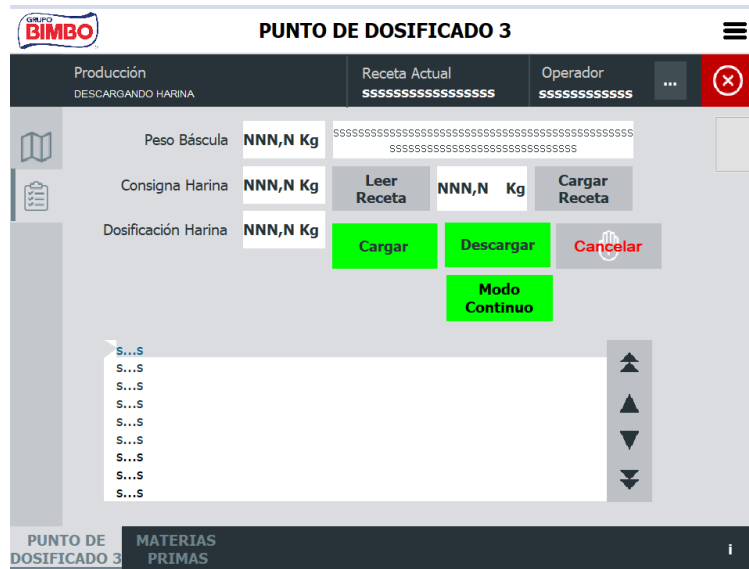 GRUPO
BIMBO
PUNTO DE DOSIFICADO 3
Producción
DESCARGANDO HARINA
Receta Actual
sssssssssssssssss
Operador
ssssssssssss
...
Peso Báscula
NNN,N Kg
ssssssssssssssssssssssssssssssssssssssssssssssss
ssssssssssssssssssssssssssssss
Consigna Harina
NNN,N Kg
Leer
Receta
NNN,N Kg
Cargar
Receta
Dosificación Harina
NNN,N Kg
Cargar
Descargar
Cancelar
Modo
Continuo
s...s
s...s
s...s
s...s
s...s
s...s
s...s
s...s
s...s
PUNTO DE
DOSIFICADO 3
MATERIAS
PRIMAS
i